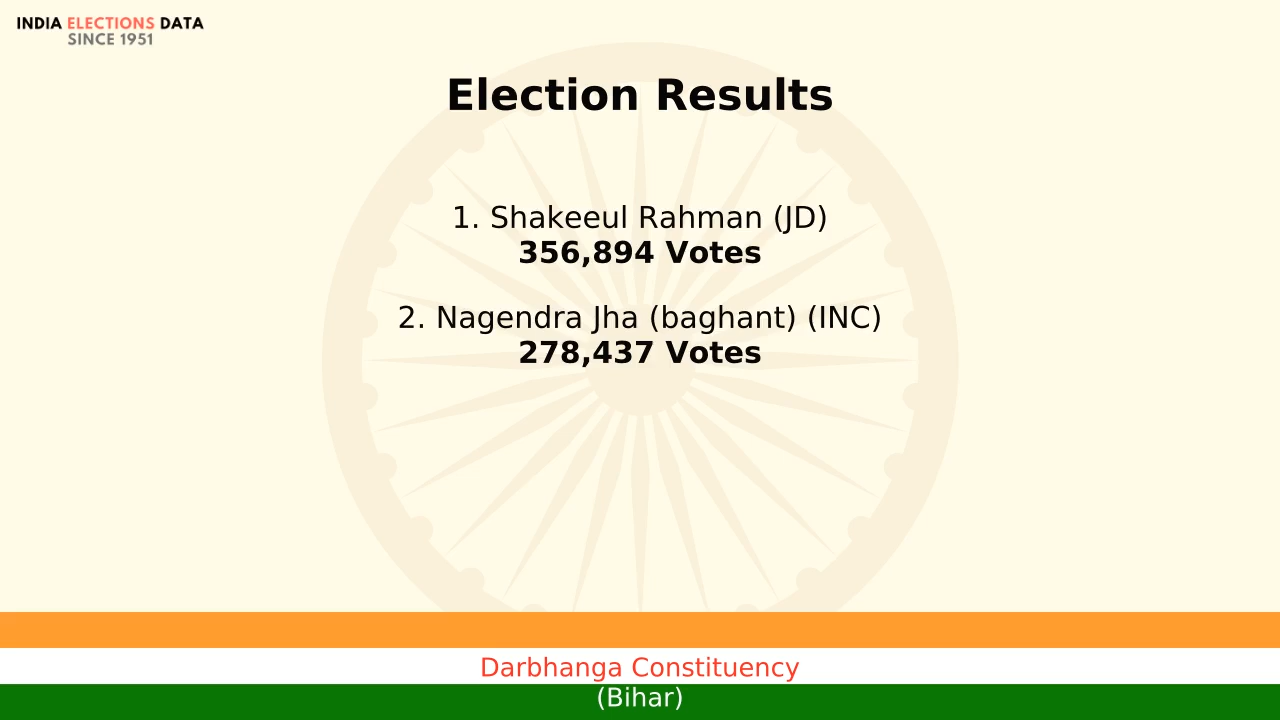 INDIA ELECTIONS DATA
SINCE 1951
Election Results
1. Shakeeul Rahman (JD)
356,894 Votes
2. Nagendra Jha (baghant) (INC)
278,437 Votes
Darbhanga Constituency
(Bihar)